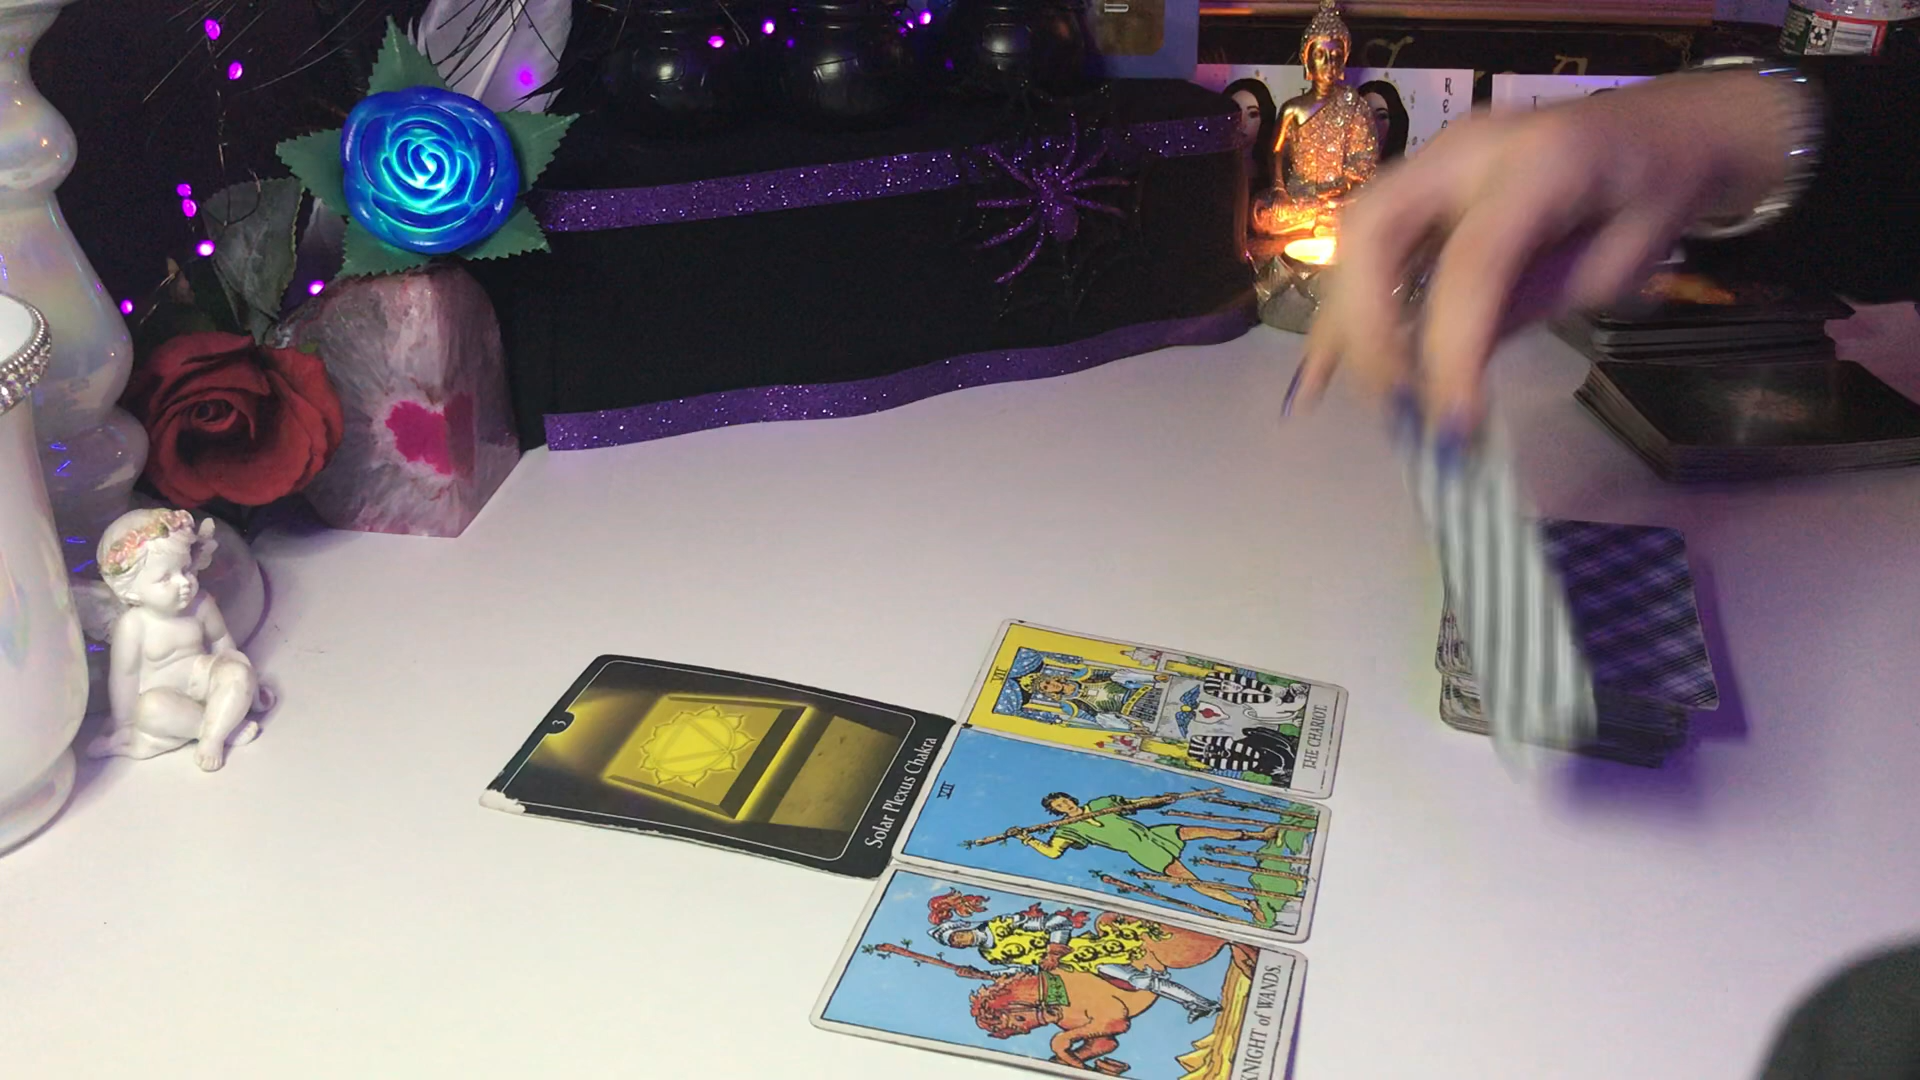 R
E
3
Solar Plexus Chakra
VII
THE CHARIOT.
VII
KNIGHT of WANDS.